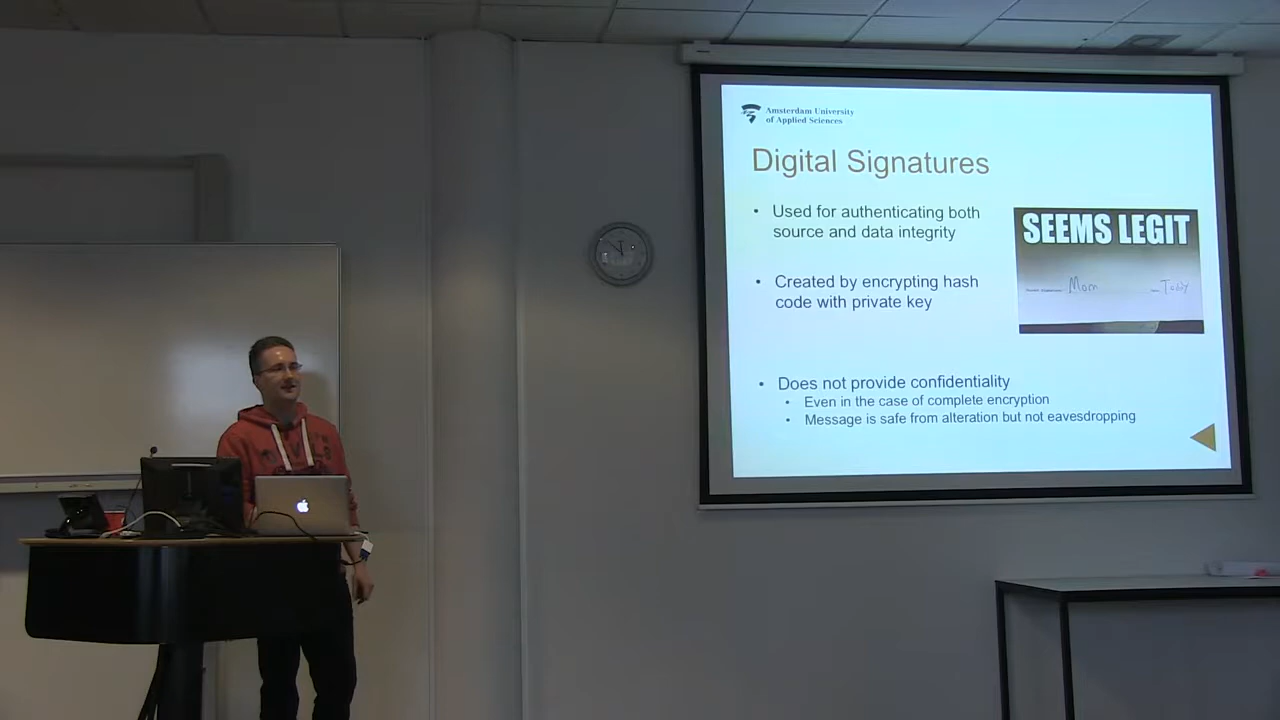 Amsterdam University
of Applied Sciences
Digital Signatures
• Used for authenticating both
source and data integrity
• Created by encrypting hash
code with private key
SEEMS LEGIT
Mom
• Does not provide confidentiality
• Even in the case of complete encryption
• Message is safe from alteration but not eavesdropping